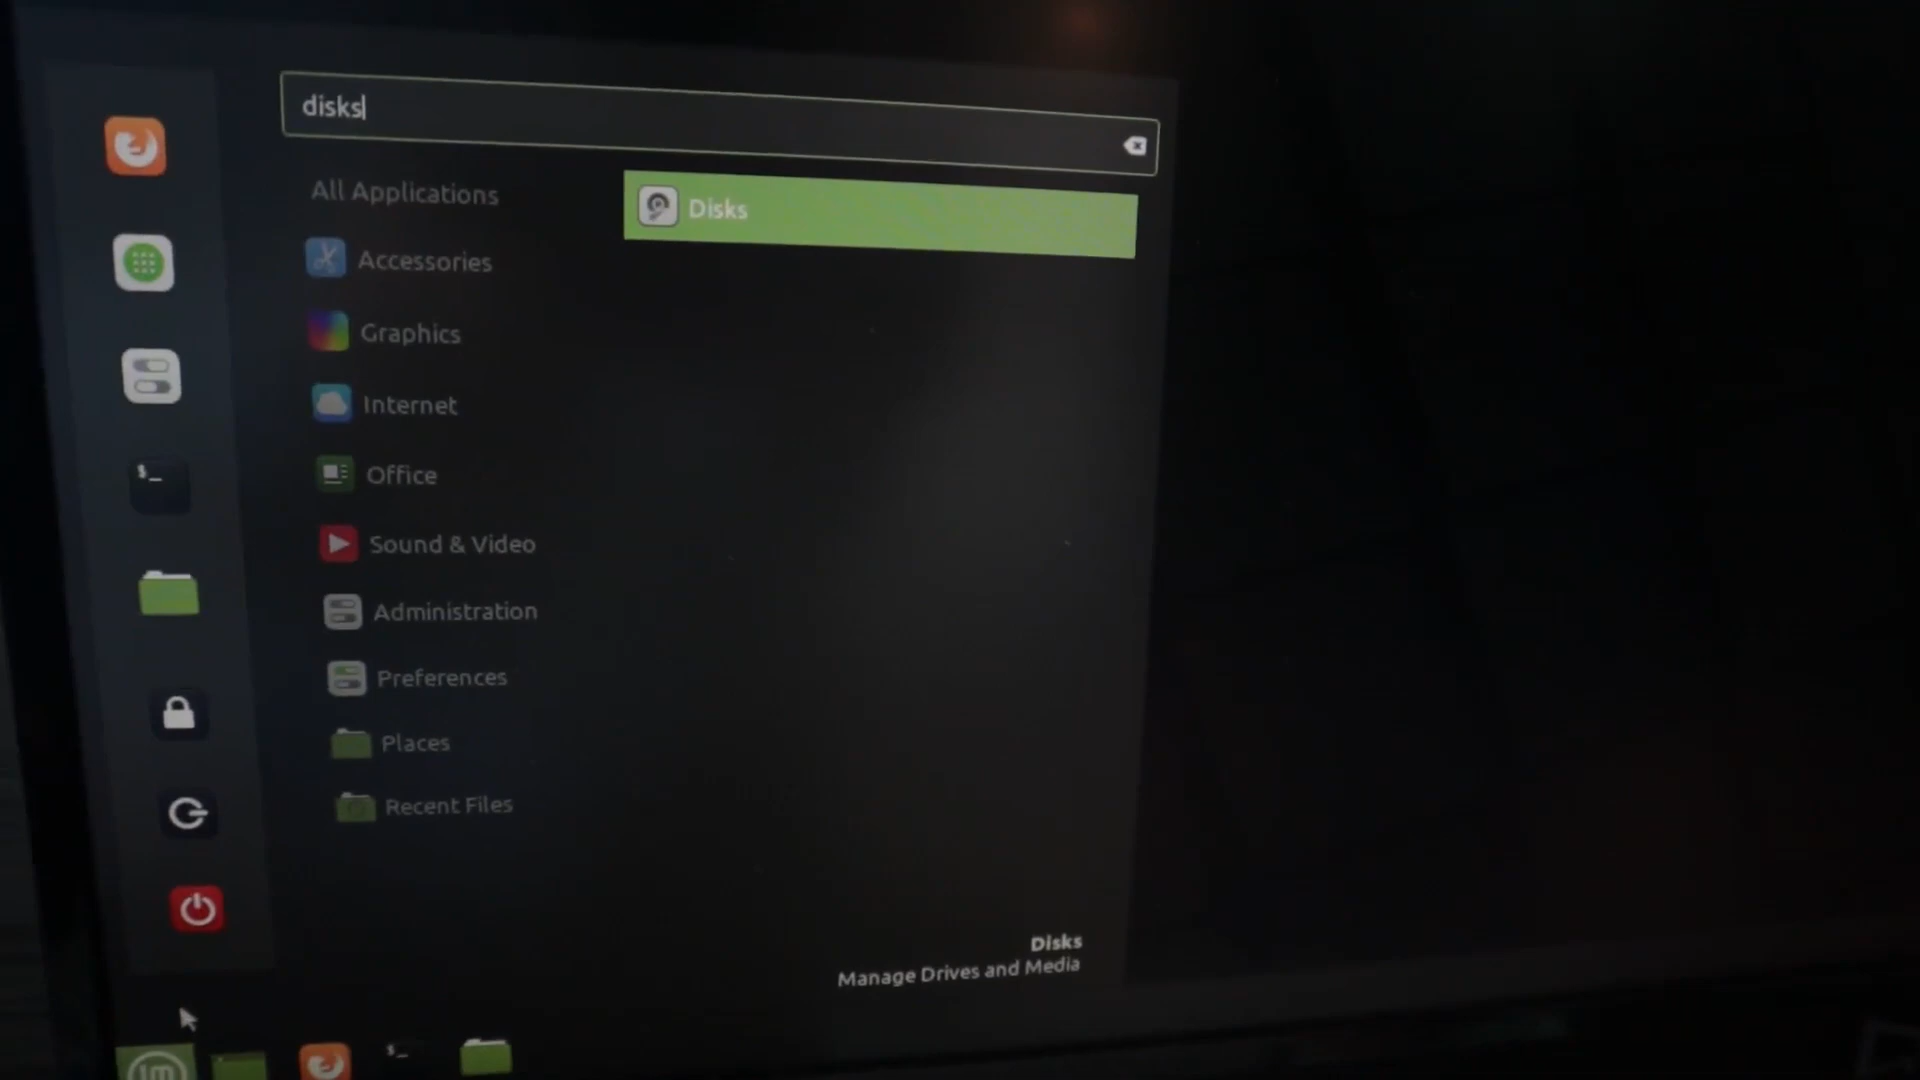 disks
All Applications
Disks
Accessories
Graphics
Internet
Office
Sound & Video
Administration
Preferences
Places
Recent Files
Disks
Manage Drives and Media
$_
$_
lm